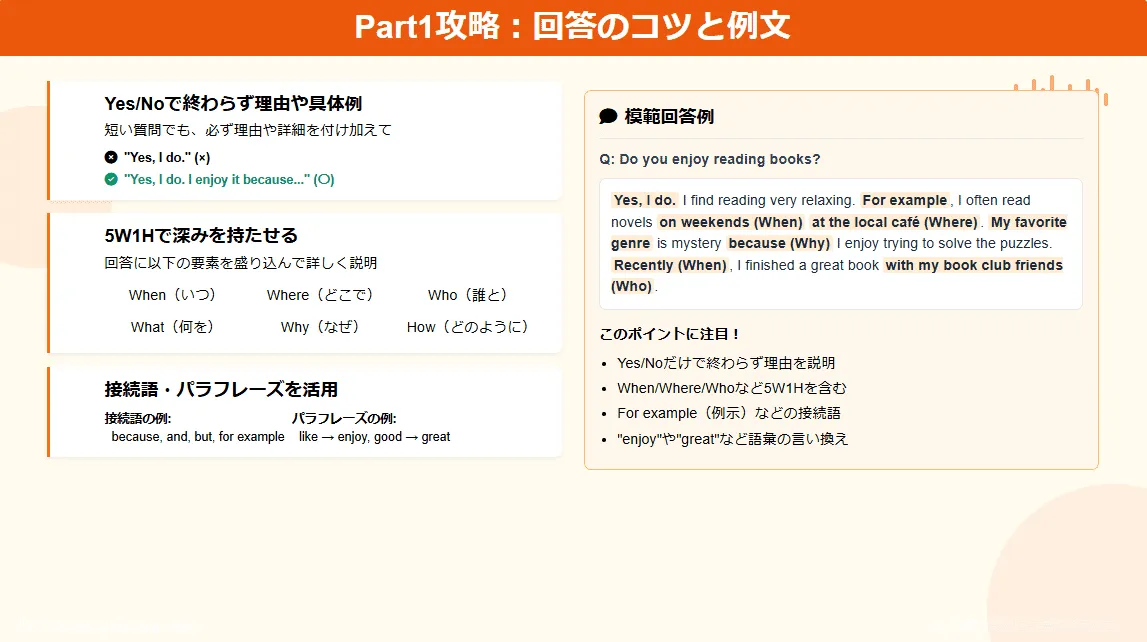 Part1攻略：回答のコツと例文
Yes/Noで終わらず理由や具体例
短い質問でも、必ず理由や詳細を付け加えて
"Yes, I do." (×)
"Yes, I do. I enjoy it because..." (〇)
5W1Hで深みを持たせる
回答に以下の要素を盛り込んで詳しく説明
When（いつ） Where（どこで） Who（誰と）
What（何を） Why（なぜ） How（どのように）
接続語・パラフレーズを活用
接続語の例: パラフレーズの例:
because, and, but, for example like → enjoy, good → great
模範回答例
Q: Do you enjoy reading books?
Yes, I do. I find reading very relaxing. For example, I often read
novels on weekends (When) at the local café (Where). My favorite
genre is mystery because (Why) I enjoy trying to solve the puzzles.
Recently (When), I finished a great book with my book club friends
(Who).
このポイントに注目！
• Yes/Noだけで終わらず理由を説明
• When/Where/Whoなど5W1Hを含む
• For example（例示）などの接続語
• "enjoy"や"great"など語彙の言い換え